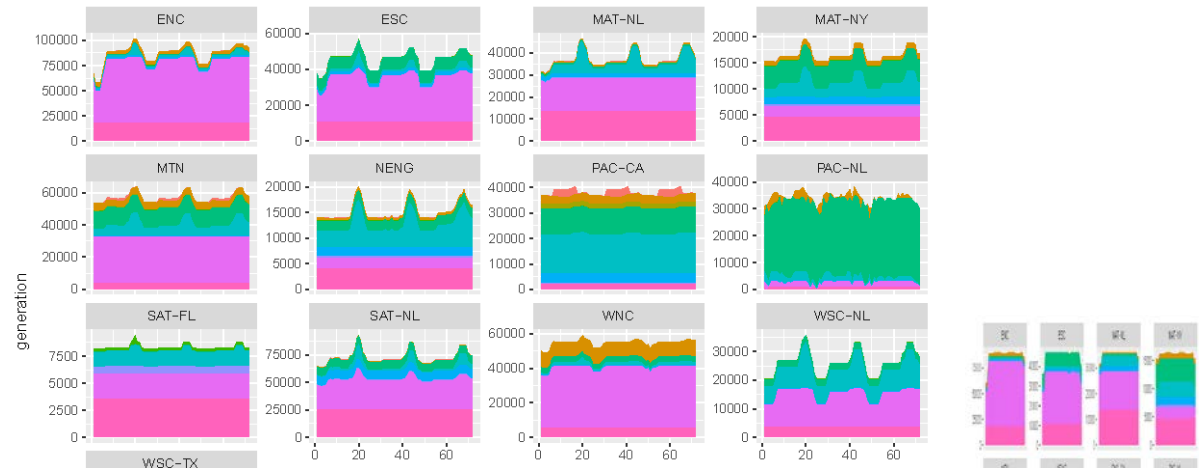 ENC ESC MAT-NL MAT-NY
100000 60000 40000 20000
75000 40000 30000 15000
50000 20000 20000 10000
25000 10000 5000
0 0 0 0
MTN NENG PAC-CA PAC-NL
60000 20000 40000 40000
40000 15000 30000 30000
20000 10000 20000 20000
5000 10000 10000
0 0 0 0
generation
SAT-FL SAT-NL WNC WSC-NL
7500 75000 60000 30000
5000 50000 40000 20000
2500 25000 20000 10000
0 0 0 0
0 20 40 60 0 20 40 60 0 20 40 60
WSC-TX